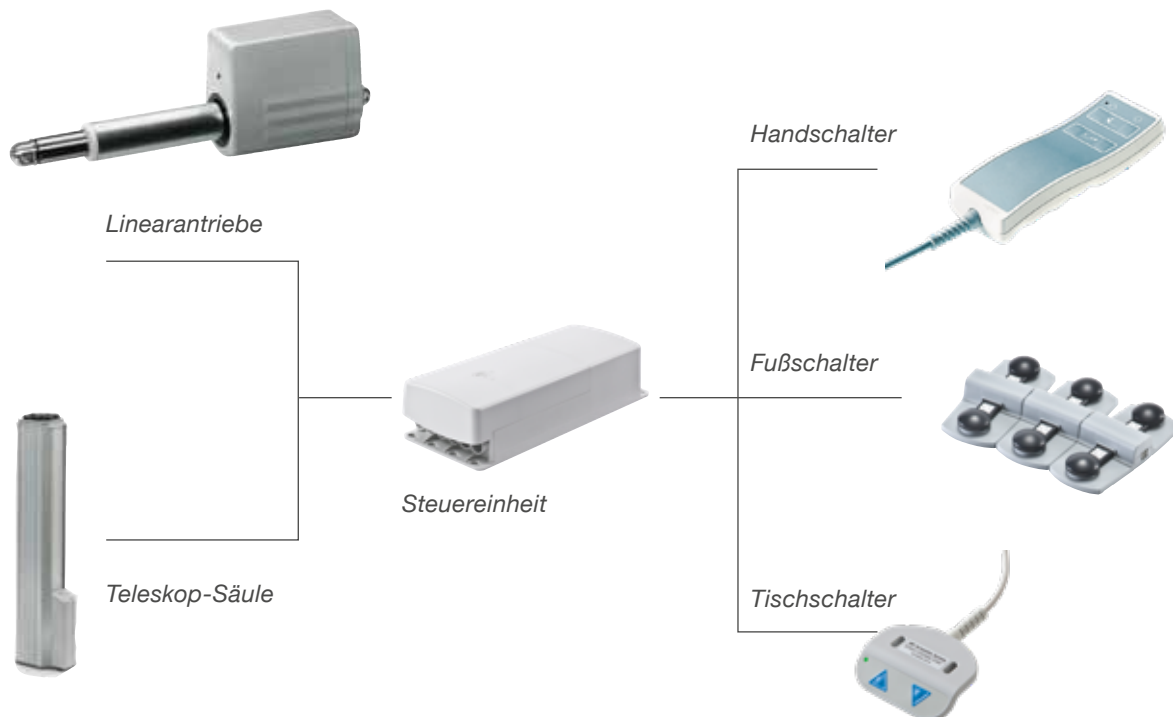 Handschalter
Linearantriebe
Fußschalter
Steuereinheit
Teleskop-Säule
Tischschalter